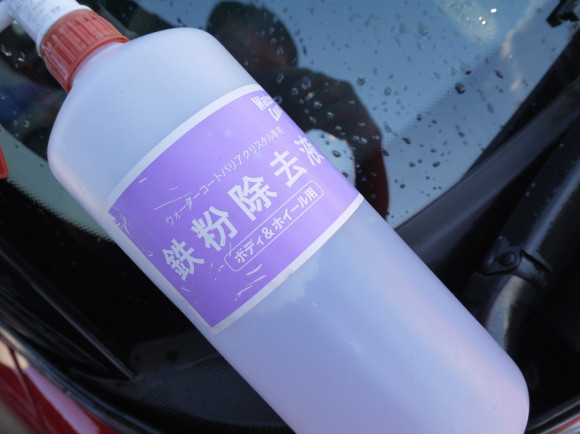 ウォーターコートバリアクリスタル専用
鉄粉除去液
ボディ&ホイール用